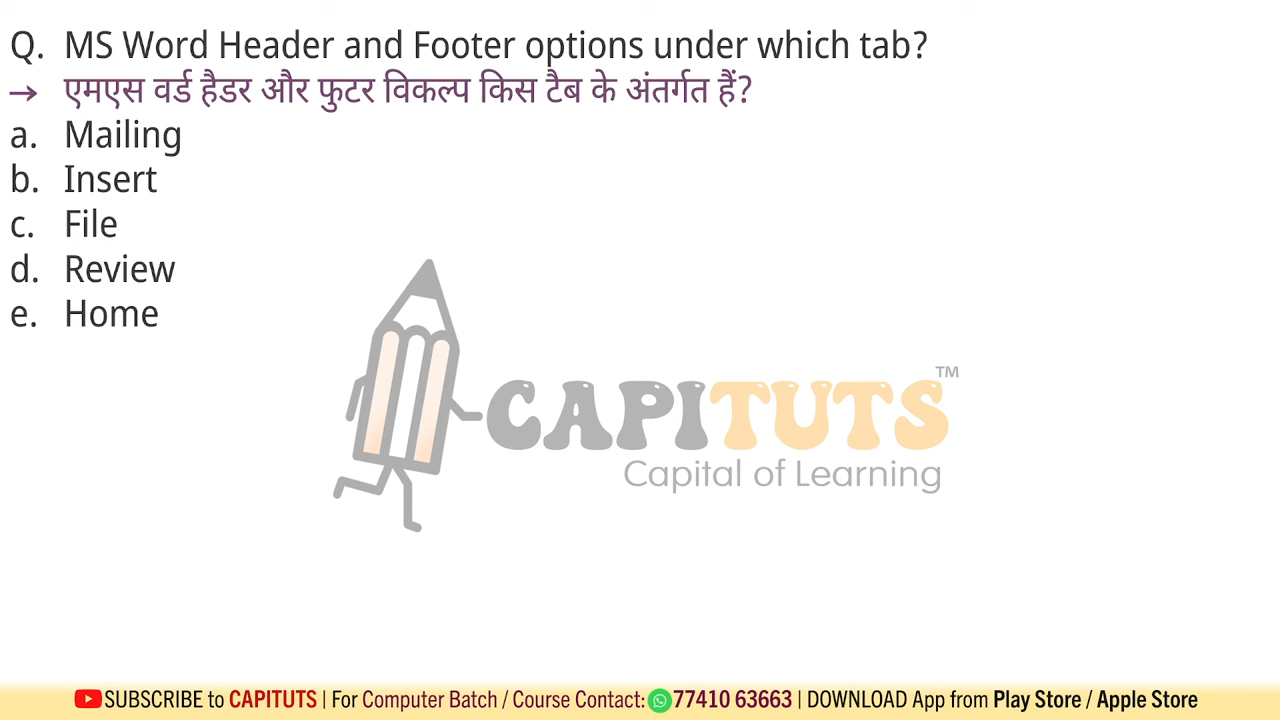 Q. MS Word Header and Footer options under which tab?
→ एमएस वर्ड हैडर और फुटर विकल्प किस टैब के अंतर्गत हैं?
a. Mailing
b. Insert
c. File
d. Review
e. Home
CAPITUTS™
Capital of Learning
SUBSCRIBE to CAPITUTS | For Computer Batch / Course Contact: 77410 63663 | DOWNLOAD App from Play Store / Apple Store